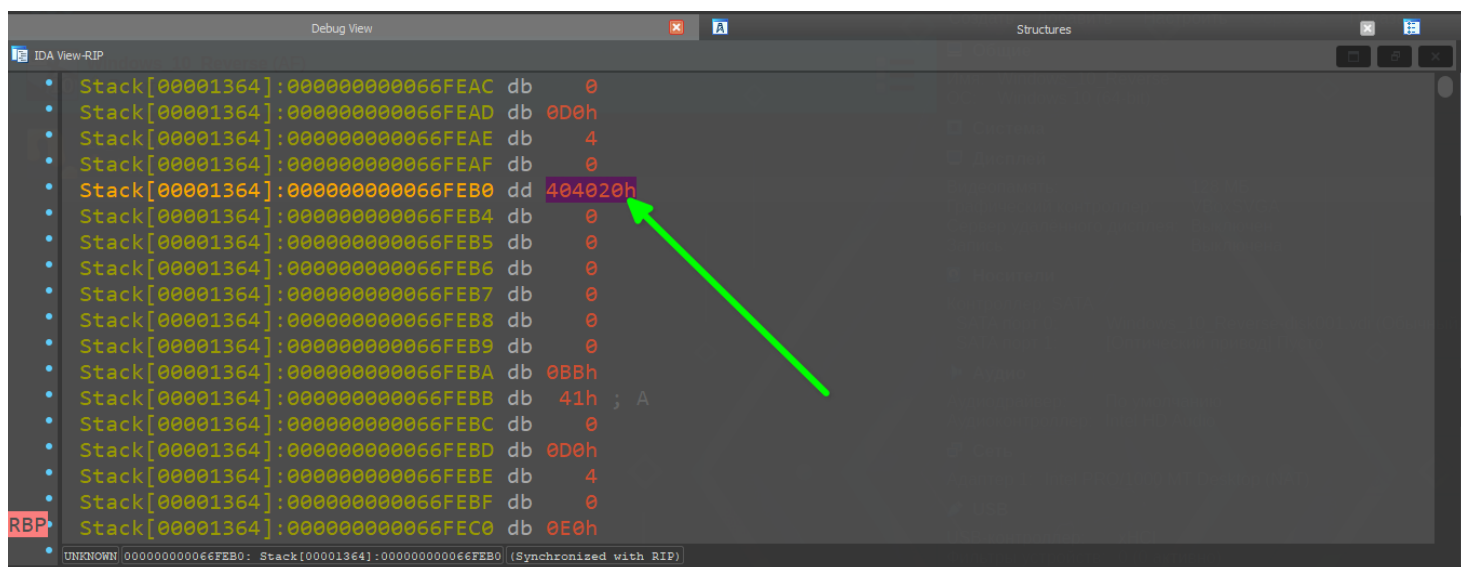 Debug View
Structures
IDA View-RIP
Stack[00001364]:000000000066FEAC db 0
Stack[00001364]:000000000066FEAD db 0D0h
Stack[00001364]:000000000066FEAE db 4
Stack[00001364]:000000000066FEAF db 0
Stack[00001364]:000000000066FEB0 dd 404020h
Stack[00001364]:000000000066FEB4 db 0
Stack[00001364]:000000000066FEB5 db 0
Stack[00001364]:000000000066FEB6 db 0
Stack[00001364]:000000000066FEB7 db 0
Stack[00001364]:000000000066FEB8 db 0
Stack[00001364]:000000000066FEB9 db 0
Stack[00001364]:000000000066FEBA db 0BBh
Stack[00001364]:000000000066FEBB db 41h ; A
Stack[00001364]:000000000066FEBC db 0
Stack[00001364]:000000000066FEBD db 0D0h
Stack[00001364]:000000000066FEBE db 4
Stack[00001364]:000000000066FEBF db 0
RBP Stack[00001364]:000000000066FEC0 db 0E0h
UNKNOWN 000000000066FEB0: Stack[00001364]:000000000066FEB0 (Synchronized with RIP)